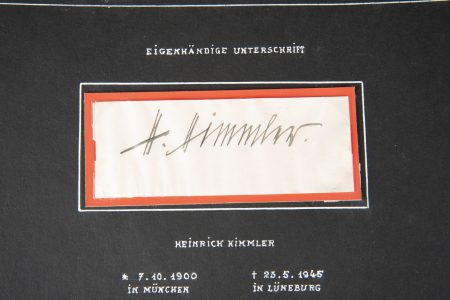 EIGENHÄNDIGE UNTERSCHRIFT
H. Himmler.
HEINRICH HIMMLER
* 7.10.1900 † 23.5.1945
IN MÜNCHEN IN LÜNEBURG